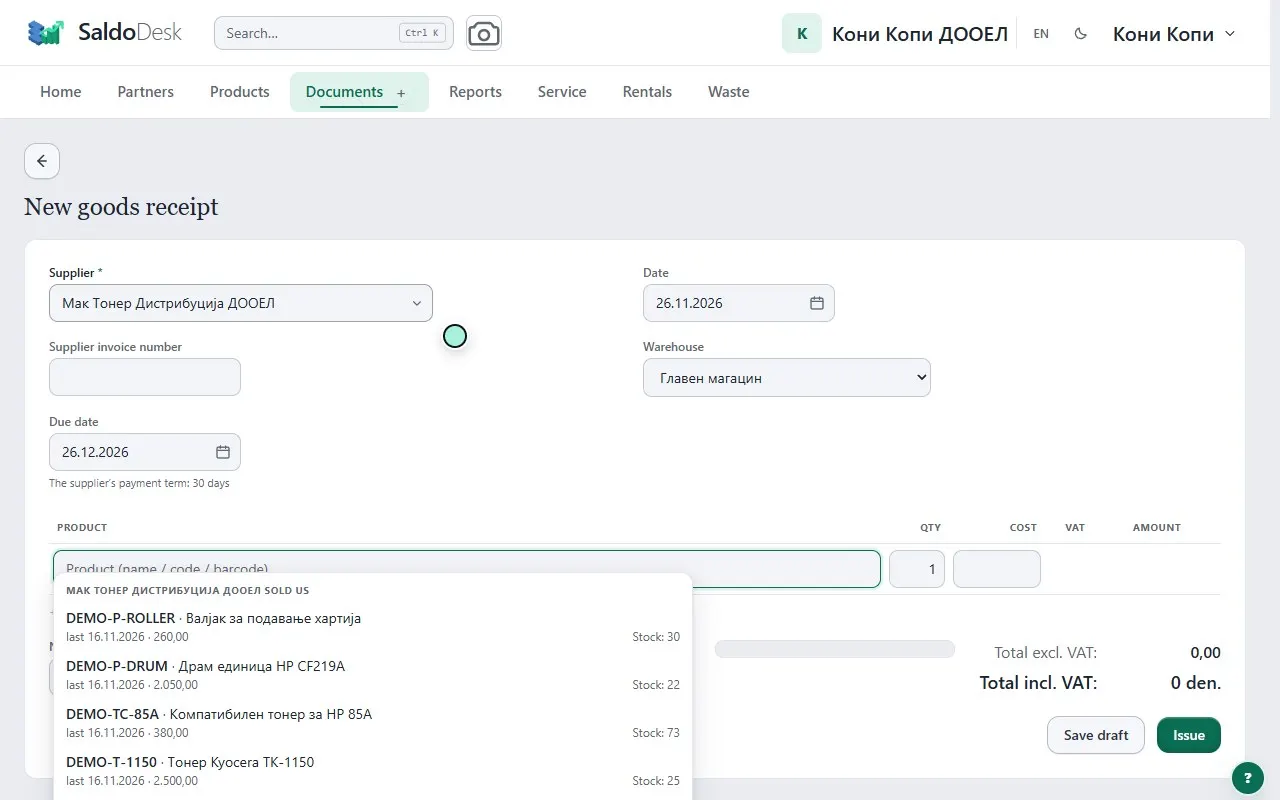 SaldoDesk
Search... Ctrl K
К Кони Копи ДООЕЛ EN Кони Копи
Home Partners Products Documents + Reports Service Rentals Waste
New goods receipt
Supplier * Date
Мак Тонер Дистрибуција ДООЕЛ 26.11.2026
Supplier invoice number Warehouse
Главен магацин
Due date
26.12.2026
The supplier's payment term: 30 days
PRODUCT QTY COST VAT AMOUNT
Product (name / code / barcode) 1
МАК ТОНЕР ДИСТРИБУЦИЈА ДООЕЛ SOLD US
DEMO-P-ROLLER · Валјак за подавање хартија
last 16.11.2026 · 260,00 Stock: 30
Total excl. VAT: 0,00
DEMO-P-DRUM · Драм единица HP CF219A
last 16.11.2026 · 2.050,00 Stock: 22
Total incl. VAT: 0 den.
DEMO-TC-85A · Компатибилен тонер за HP 85A
last 16.11.2026 · 380,00 Stock: 73
Save draft Issue
DEMO-T-1150 · Тонер Kyocera TK-1150
last 16.11.2026 · 2.500,00 Stock: 25
?